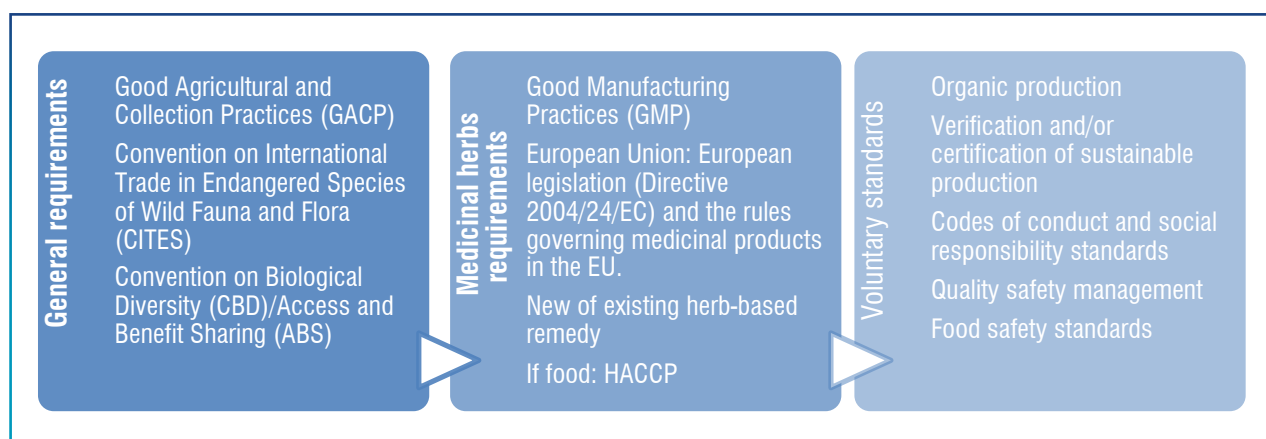 General requirements
Good Agricultural and
Collection Practices (GACP)
Convention on International
Trade in Endangered Species
of Wild Fauna and Flora
(CITES)
Convention on Biological
Diversity (CBD)/Access and
Benefit Sharing (ABS)
Medicinal herbs
requirements
Good Manufacturing
Practices (GMP)
European Union: European
legislation (Directive
2004/24/EC) and the rules
governing medicinal products
in the EU.
New of existing herb-based
remedy
If food: HACCP
Voluntary standards
Organic production
Verification and/or
certification of sustainable
production
Codes of conduct and social
responsibility standards
Quality safety management
Food safety standards